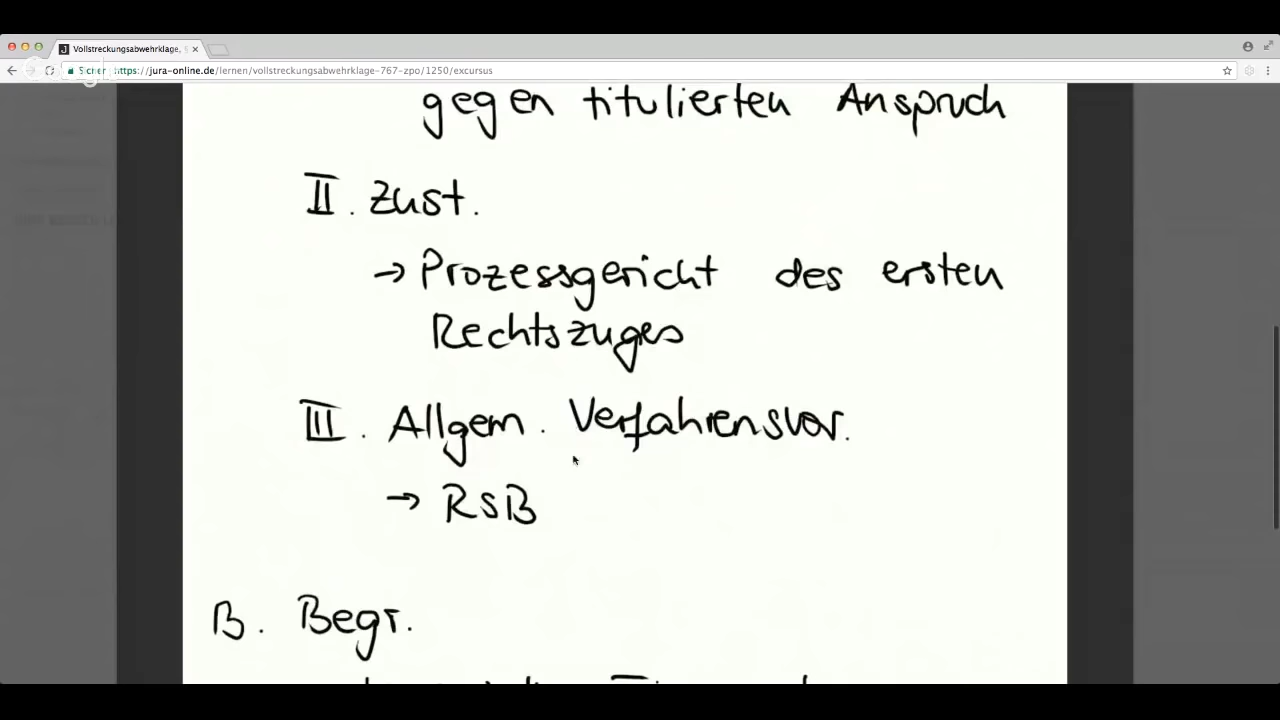 Vollstreckungsabwehrklage, §
Sicher https://jura-online.de/lernen/vollstreckungsabwehrklage-767-zpo/1250/excursus
gegen titulierten Anspruch
II. Zust.
→ Prozessgericht des ersten
Rechtszuges
III. Allgem. Verfahrensvor.
→ RSB
B. Begr.